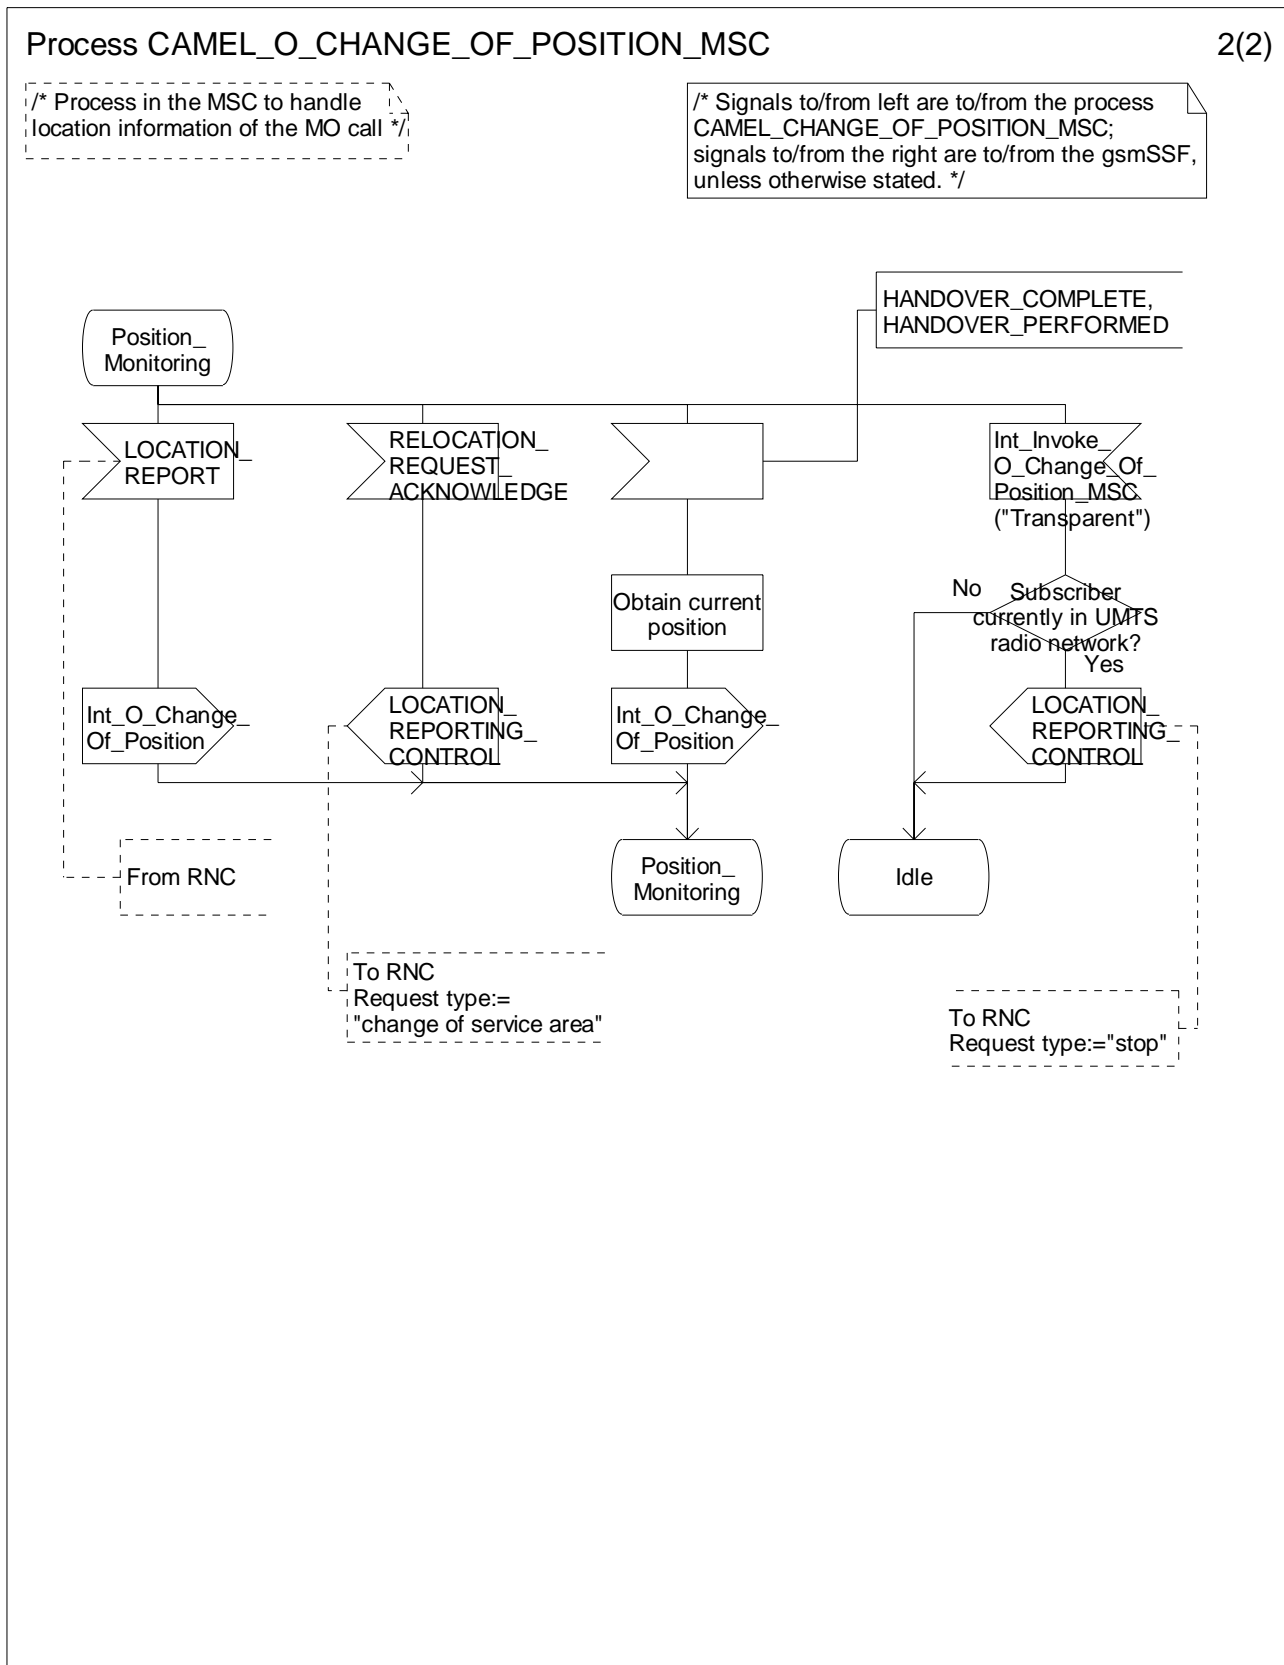 Process CAMEL_O_CHANGE_OF_POSITION_MSC
2(2)
/* Process in the MSC to handle
location information of the MO call */
/* Signals to/from left are to/from the process
CAMEL_CHANGE_OF_POSITION_MSC;
signals to/from the right are to/from the gsmSSF,
unless otherwise stated. */
HANDOVER_COMPLETE,
HANDOVER_PERFORMED
Position_
Monitoring
LOCATION_
REPORT
RELOCATION_
REQUEST_
ACKNOWLEDGE
Int_Invoke_
O_Change_Of_
Position_MSC
("Transparent")
Obtain current
position
No
Subscriber
currently in UMTS
radio network?
Yes
Int_O_Change_
Of_Position
LOCATION_
REPORTING_
CONTROL
Int_O_Change_
Of_Position
LOCATION_
REPORTING_
CONTROL
From RNC
Position_
Monitoring
Idle
To RNC
Request type:=
"change of service area"
To RNC
Request type:="stop"